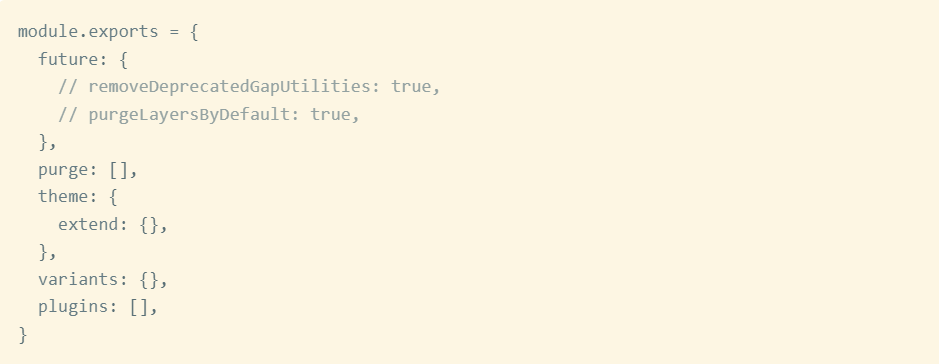 module.exports = {
  future: {
    // removeDeprecatedGapUtilities: true,
    // purgeLayersByDefault: true,
  },
  purge: [],
  theme: {
    extend: {},
  },
  variants: {},
  plugins: [],
}